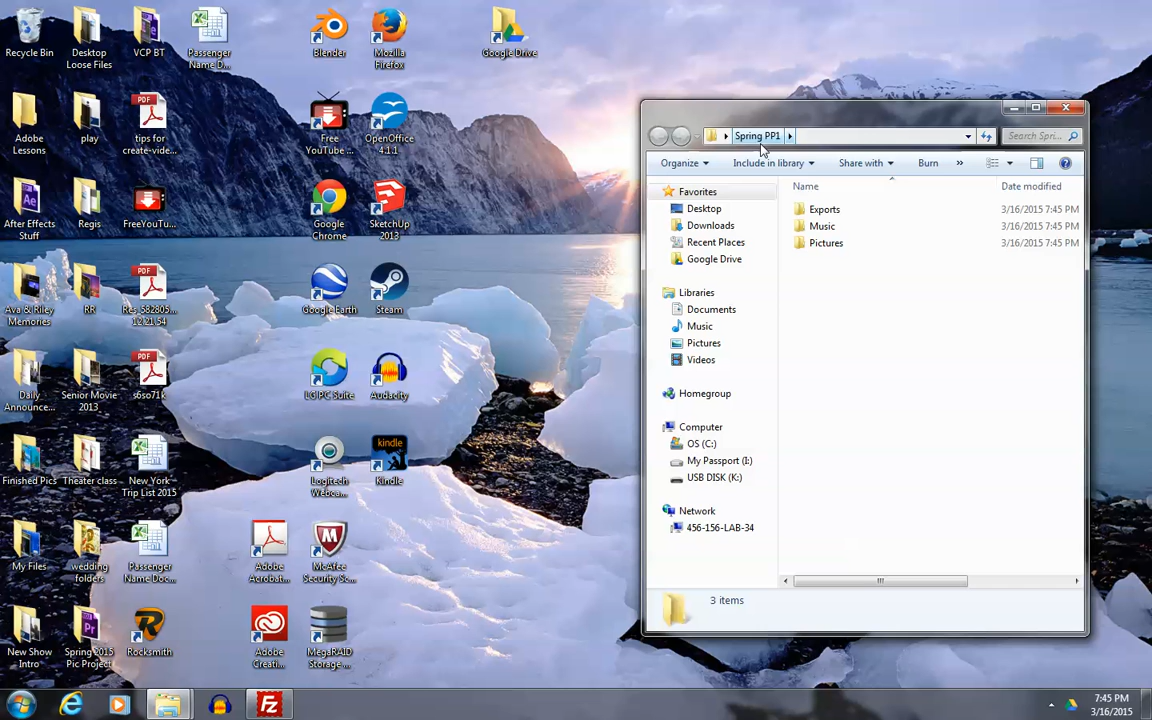 Recycle Bin
Desktop
Loose Files
VCP BT
Passenger
Name D...
Blender
Mozilla
Firefox
Google Drive
Adobe
Lessons
play
PDF
tips for
create-vide...
Free
YouTube ...
OpenOffice
4.1.1
After Effects
Stuff
Regis
FreeYouTu...
Google
Chrome
SketchUp
2013
Ava & Riley
Memories
RR
PDF
Res_582805...
12.21.54
Google Earth
Steam
Daily
Announce...
Senior Movie
2013
PDF
s6so71k
LG PC Suite
Audacity
Finished Pics
Theater class
New York
Trip List 2015
Logitech
Webca...
kindle
Kindle
My Files
wedding
folders
Passenger
Name Doc...
Adobe
Acrobat...
McAfee
Security Sc...
New Show
Intro
Spring 2015
Pic Project
Rocksmith
Adobe
Creati...
MegaRAID
Storage ...
Spring PP1
Search Spri...
Organize
Include in library
Share with
Burn
»
Favorites
Desktop
Downloads
Recent Places
Google Drive
Libraries
Documents
Music
Pictures
Videos
Homegroup
Computer
OS (C:)
My Passport (I:)
USB DISK (K:)
Network
456-156-LAB-34
Name Date modified
Exports 3/16/2015 7:45 PM
Music 3/16/2015 7:45 PM
Pictures 3/16/2015 7:45 PM
3 items
7:45 PM
3/16/2015